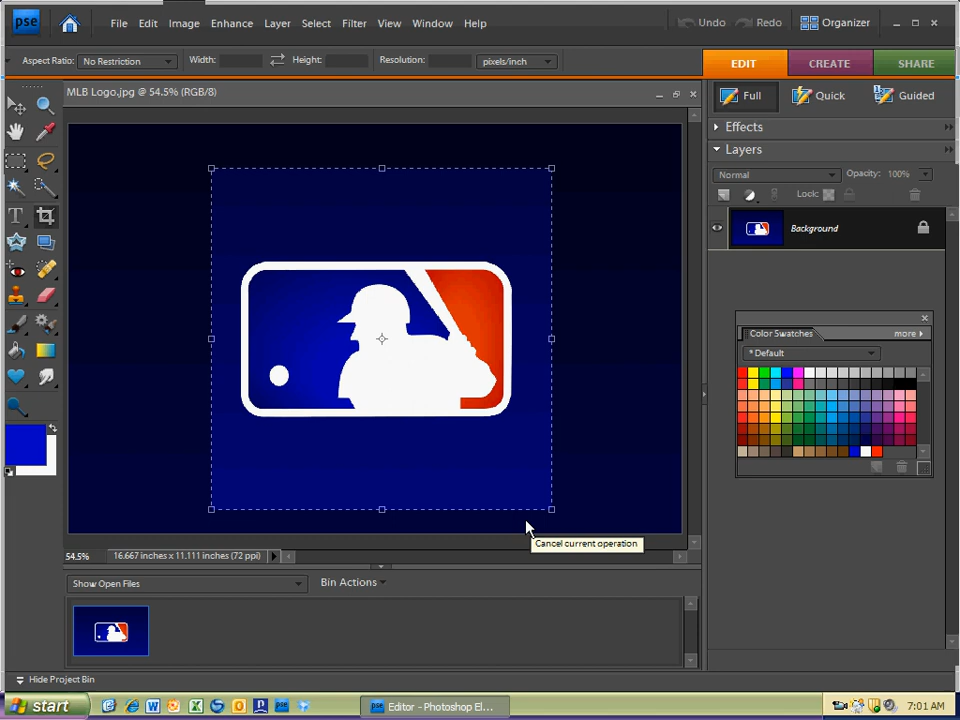 pse File Edit Image Enhance Layer Select Filter View Window Help Undo Redo Organizer
Aspect Ratio: No Restriction Width: Height: Resolution: pixels/inch EDIT CREATE SHARE
MLB Logo.jpg @ 54.5% (RGB/8)
Full Quick Guided
Effects
Layers
Normal Opacity: 100%
Lock:
Background
Color Swatches more
* Default
Cancel current operation
54.5% 16.667 inches x 11.111 inches (72 ppi)
Show Open Files Bin Actions
Hide Project Bin
start Editor - Photoshop El... 7:01 AM